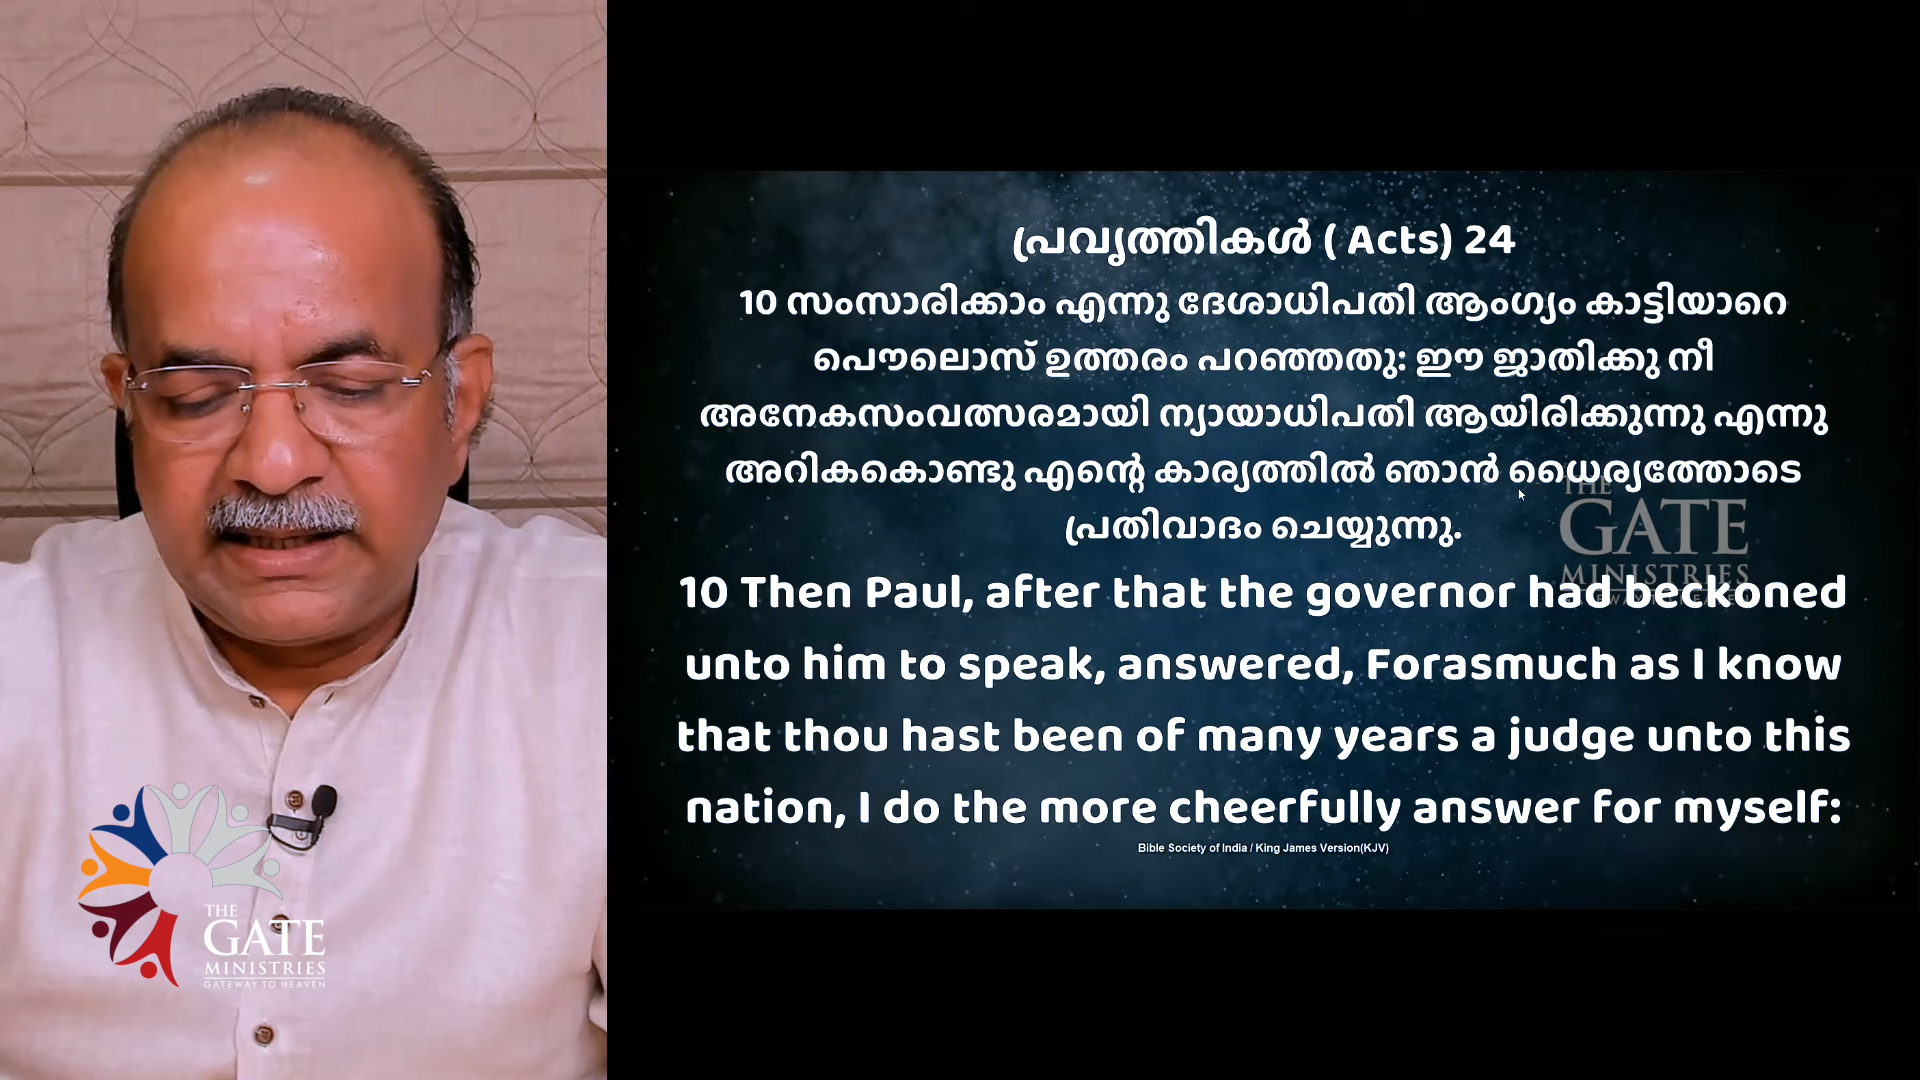 പ്രവൃത്തികൾ ( Acts) 24
10 സംസാരിക്കാം എന്നു ദേശാധിപതി ആംഗ്യം കാട്ടിയാറെ
പൌലൊസ് ഉത്തരം പറഞ്ഞതു: ഈ ജാതിക്കു നീ
അനേകസംവത്സരമായി ന്യായാധിപതി ആയിരിക്കുന്നു എന്നു
അറികകൊണ്ടു എന്റെ കാര്യത്തിൽ ഞാൻ ധൈര്യത്തോടെ
പ്രതിവാദം ചെയ്യുന്നു.
10 Then Paul, after that the governor had beckoned
unto him to speak, answered, Forasmuch as I know
that thou hast been of many years a judge unto this
nation, I do the more cheerfully answer for myself:
Bible Society of India / King James Version(KJV)
THE
GATE
MINISTRIES
THE
GATE
MINISTRIES
GATEWAY TO HEAVEN